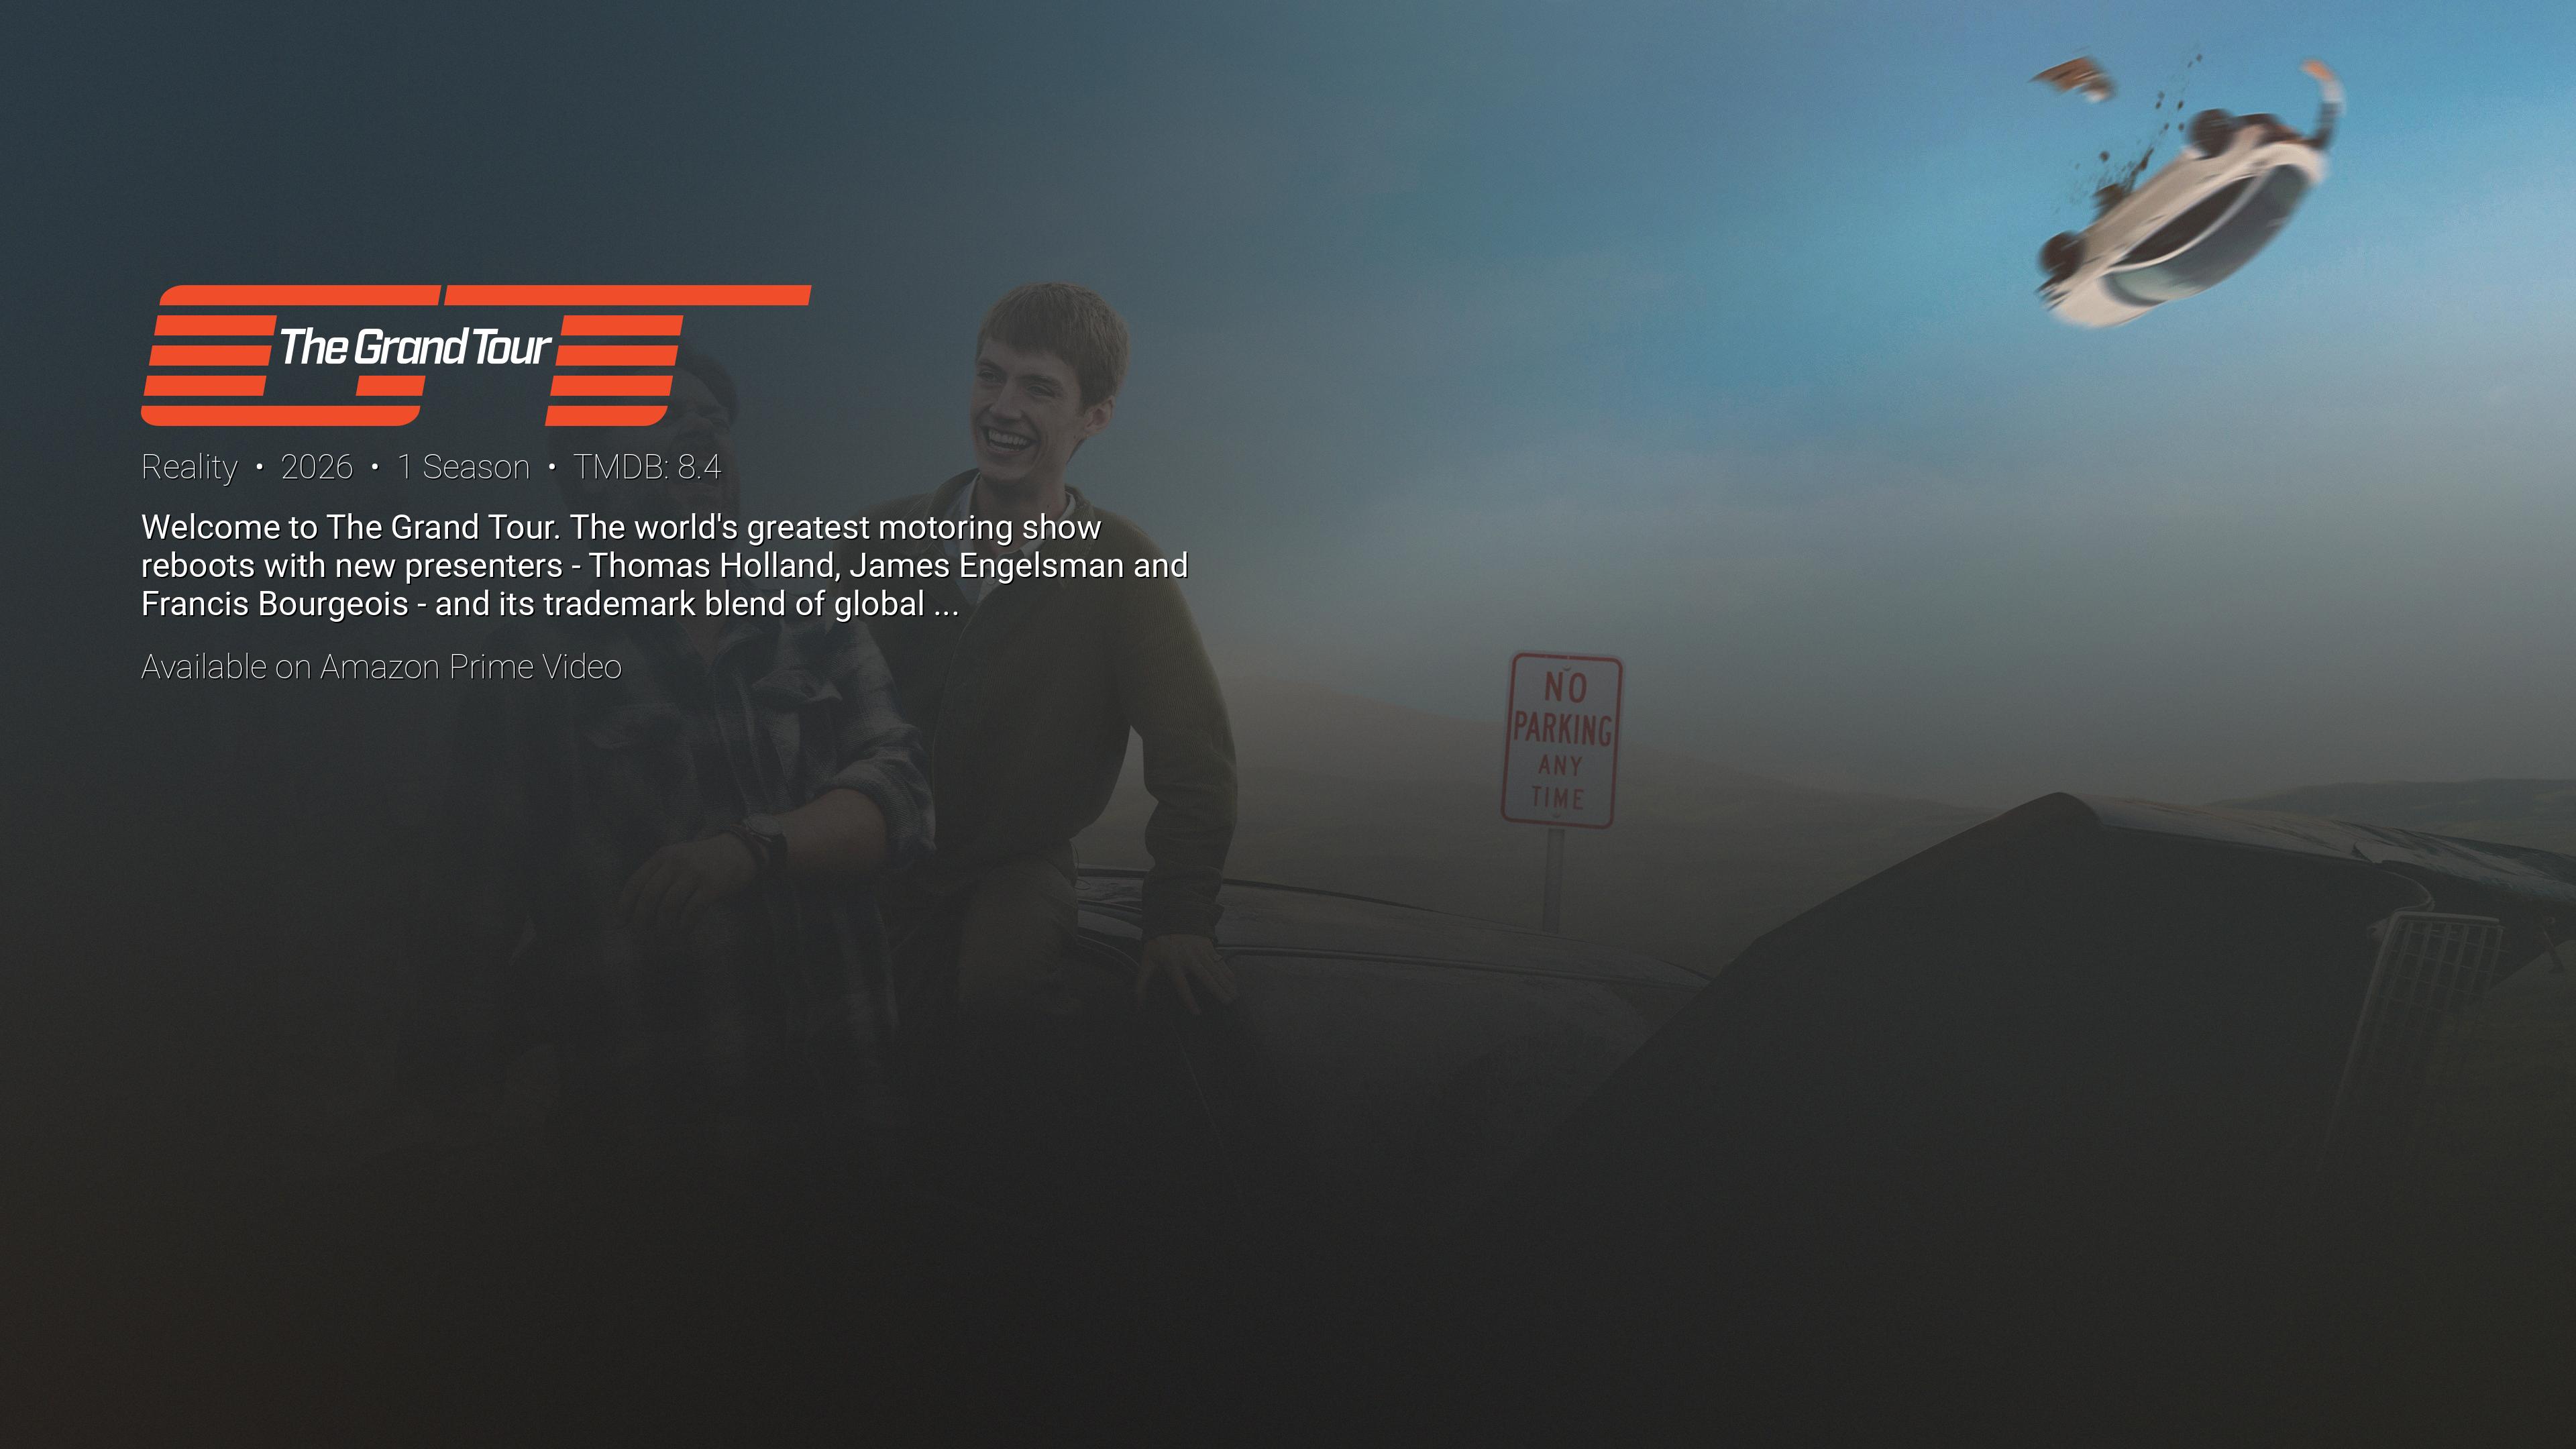 The Grand Tour
Reality • 2026 • 1 Season • TMDB: 8.4
Welcome to The Grand Tour. The world's greatest motoring show
reboots with new presenters - Thomas Holland, James Engelsman and
Francis Bourgeois - and its trademark blend of global ...
Available on Amazon Prime Video
NO
PARKING
ANY
TIME